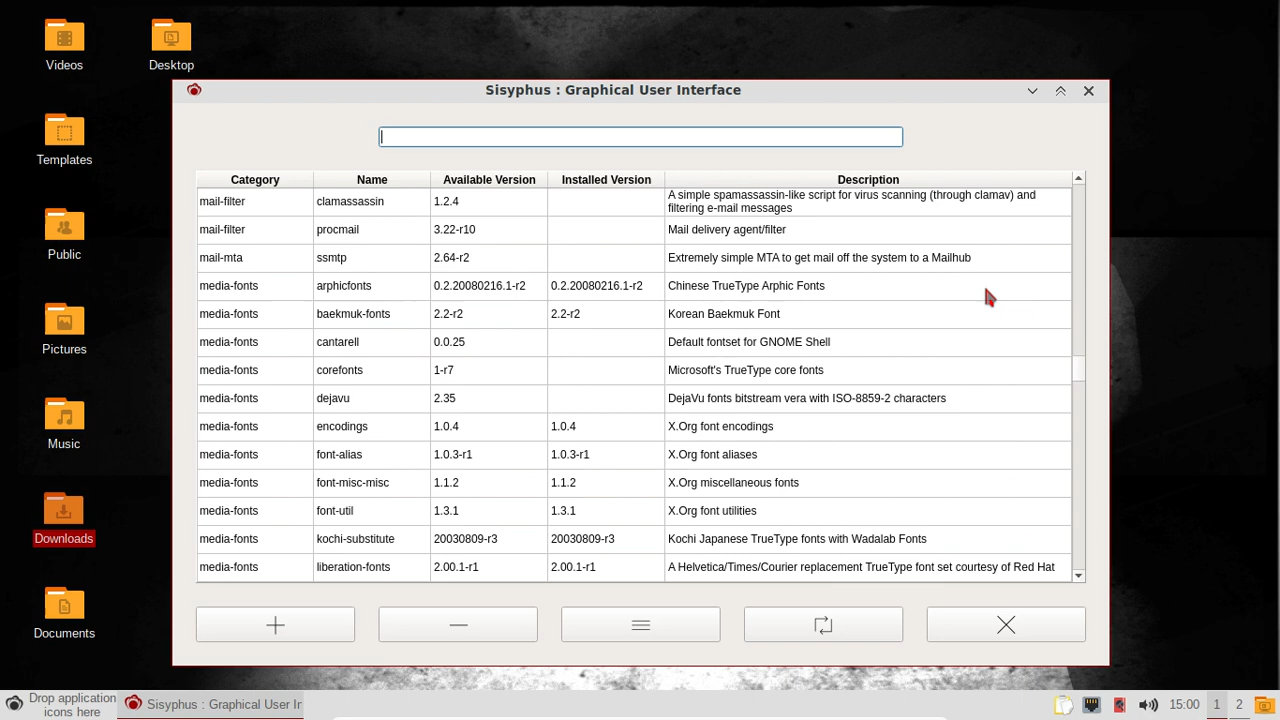 Videos
Desktop
Templates
Public
Pictures
Music
Downloads
Documents
Sisyphus : Graphical User Interface
Category Name Available Version Installed Version Description
mail-filter clamassassin 1.2.4 A simple spamassassin-like script for virus scanning (through clamav) and
filtering e-mail messages
mail-filter procmail 3.22-r10 Mail delivery agent/filter
mail-mta ssmtp 2.64-r2 Extremely simple MTA to get mail off the system to a Mailhub
media-fonts arphicfonts 0.2.20080216.1-r2 0.2.20080216.1-r2 Chinese TrueType Arphic Fonts
media-fonts baekmuk-fonts 2.2-r2 2.2-r2 Korean Baekmuk Font
media-fonts cantarell 0.0.25 Default fontset for GNOME Shell
media-fonts corefonts 1-r7 Microsoft's TrueType core fonts
media-fonts dejavu 2.35 DejaVu fonts bitstream vera with ISO-8859-2 characters
media-fonts encodings 1.0.4 1.0.4 X.Org font encodings
media-fonts font-alias 1.0.3-r1 1.0.3-r1 X.Org font aliases
media-fonts font-misc-misc 1.1.2 1.1.2 X.Org miscellaneous fonts
media-fonts font-util 1.3.1 1.3.1 X.Org font utilities
media-fonts kochi-substitute 20030809-r3 20030809-r3 Kochi Japanese TrueType fonts with Wadalab Fonts
media-fonts liberation-fonts 2.00.1-r1 2.00.1-r1 A Helvetica/Times/Courier replacement TrueType font set courtesy of Red Hat
Drop application
icons here
Sisyphus : Graphical User Ir
15:00
1
2